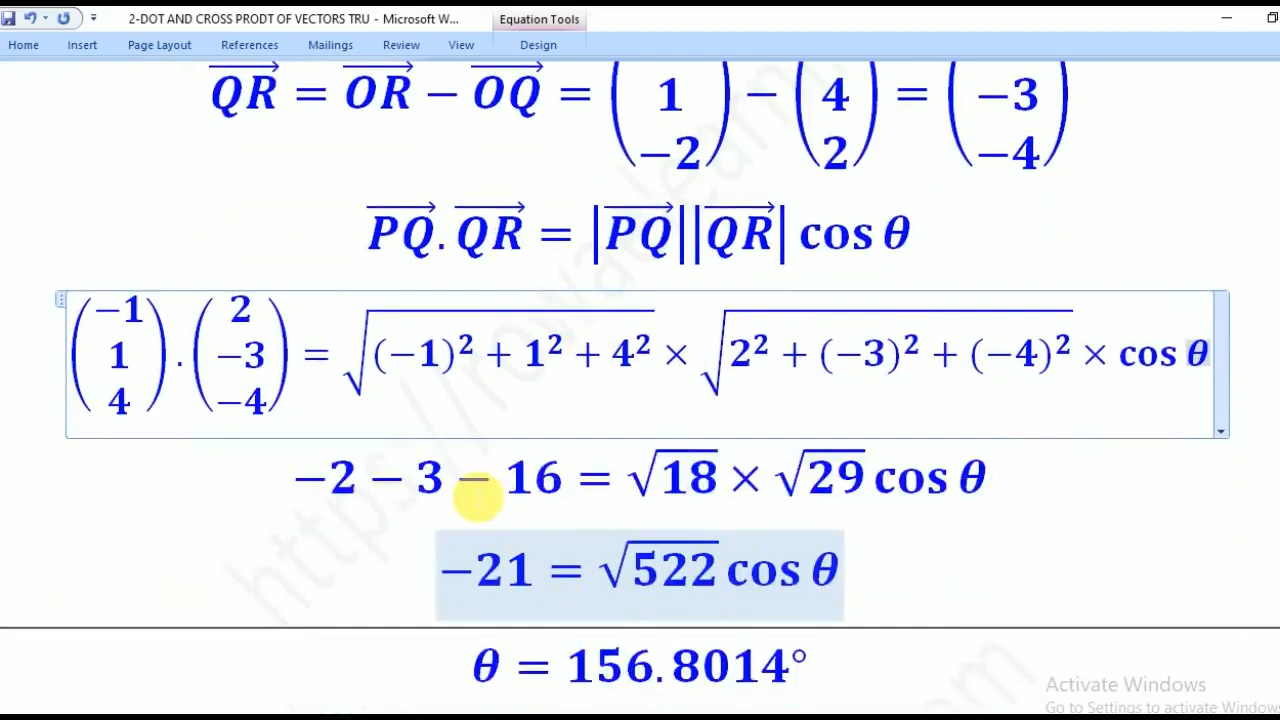 2-DOT AND CROSS PRODT OF VECTORS TRU - Microsoft W... Equation Tools
Home Insert Page Layout References Mailings Review View Design
QR = OR − OQ = ( 1 −2 ) − ( 4 2 ) = ( −3 −4 )
PQ . QR = |PQ| |QR| cos θ
( −1 1 4 ) . ( 2 −3 −4 ) = √((−1)² + 1² + 4²) × √(2² + (−3)² + (−4)²) × cos θ
−2 − 3 − 16 = √18 × √29 cos θ
−21 = √522 cos θ
θ = 156.8014°
Activate Windows
Go to Settings to activate Windows